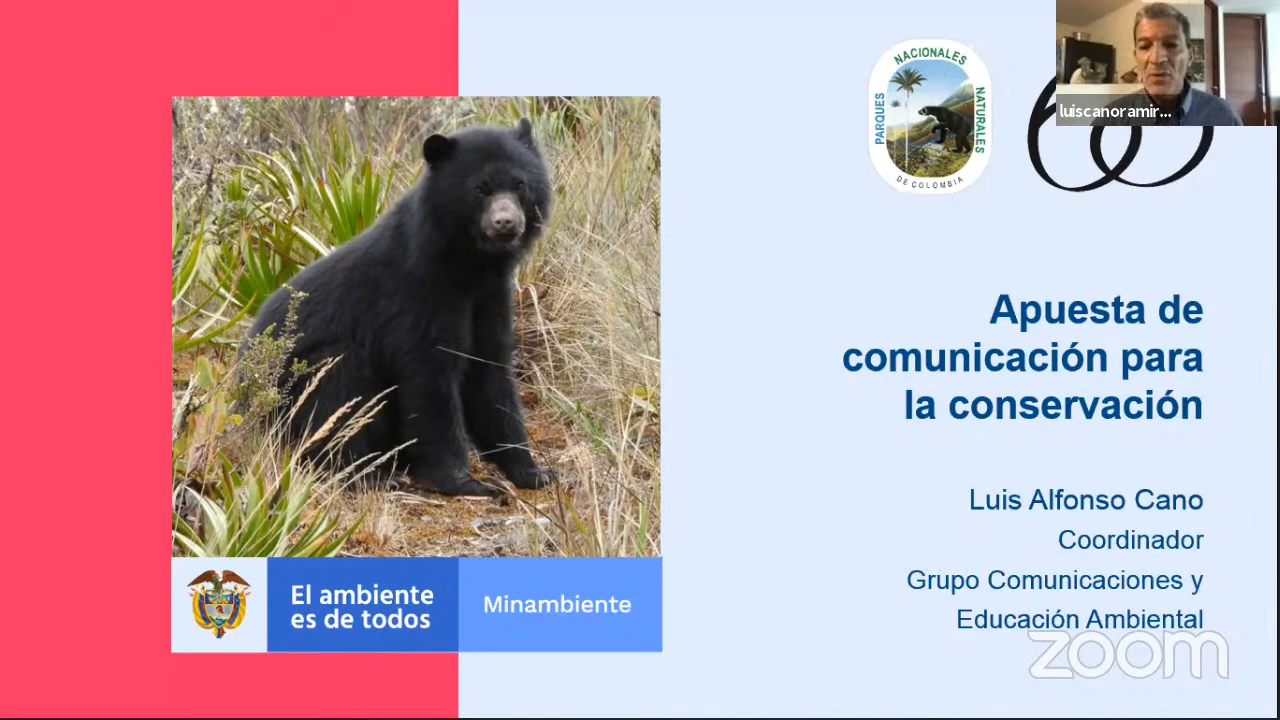 NACIONALES
PARQUES
NATURALES
DE COLOMBIA
60
luiscanoramir...
Apuesta de
comunicación para
la conservación
Luis Alfonso Cano
Coordinador
Grupo Comunicaciones y
Educación Ambiental
El ambiente
es de todos
Minambiente
zoom